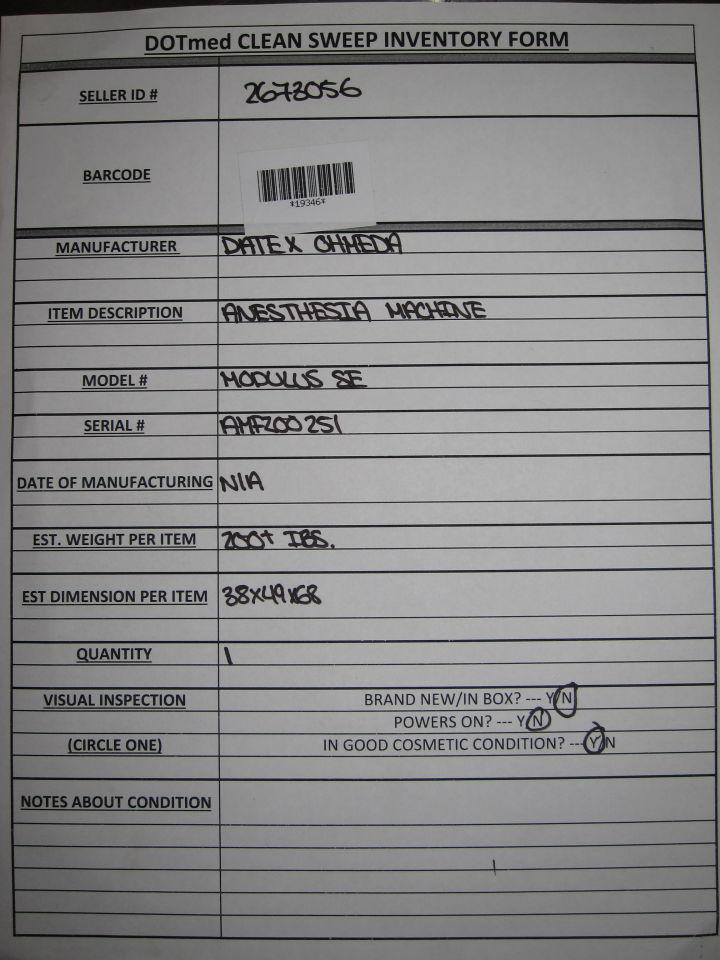 DOTmed CLEAN SWEEP INVENTORY FORM
SELLER ID # 2673056
BARCODE
*19346*
MANUFACTURER DATEX OHMEDA
ITEM DESCRIPTION ANESTHESIA MACHINE
MODEL # MODULUS SE
SERIAL # AMFZ00251
DATE OF MANUFACTURING N/A
EST. WEIGHT PER ITEM 200+ IBS.
EST DIMENSION PER ITEM 38X49X68
QUANTITY 1
VISUAL INSPECTION BRAND NEW/IN BOX? --- Y/N
POWERS ON? --- Y/N
(CIRCLE ONE) IN GOOD COSMETIC CONDITION? --- Y/N
NOTES ABOUT CONDITION